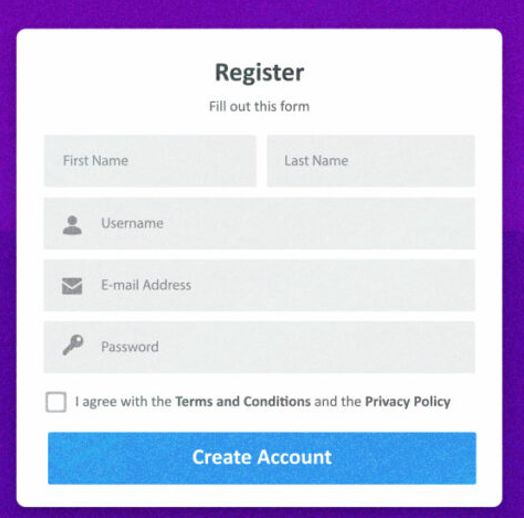 Register
Fill out this form
First Name
Last Name
Username
E-mail Address
Password
I agree with the Terms and Conditions and the Privacy Policy
Create Account